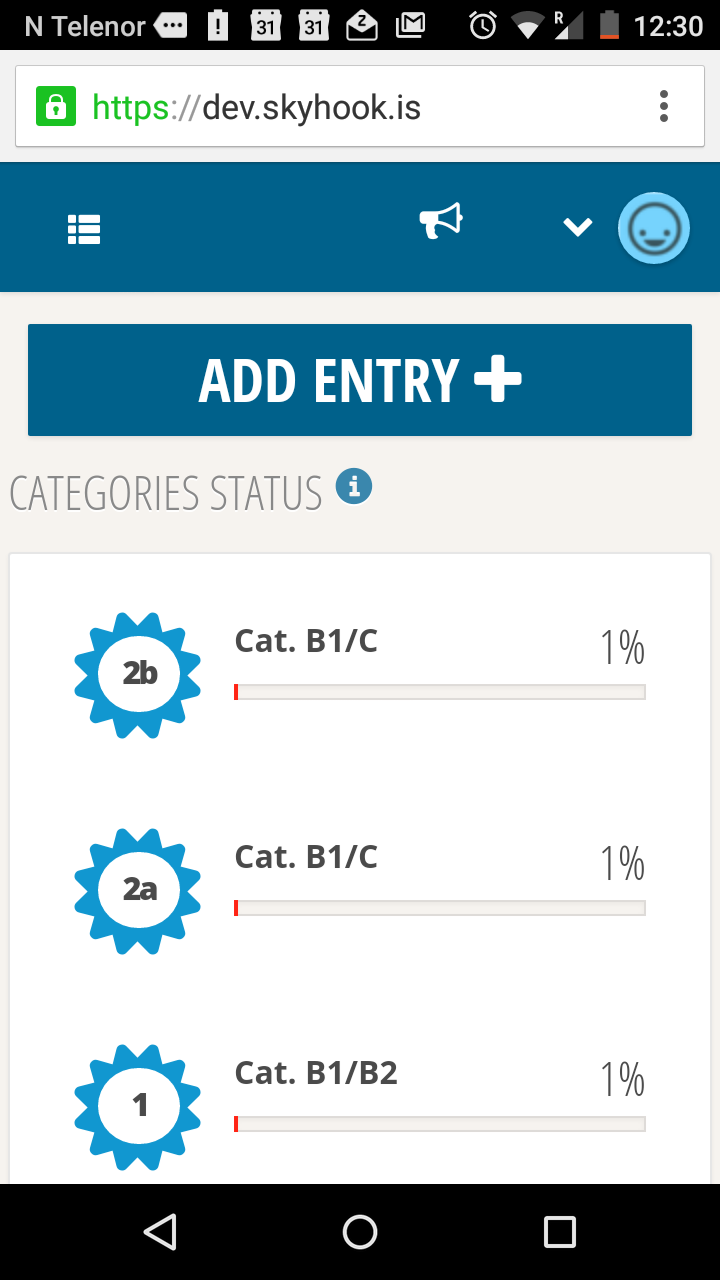 N Telenor 31 31 Z R 12:30
https://dev.skyhook.is
ADD ENTRY
CATEGORIES STATUS
2b Cat. B1/C 1%
2a Cat. B1/C 1%
1 Cat. B1/B2 1%